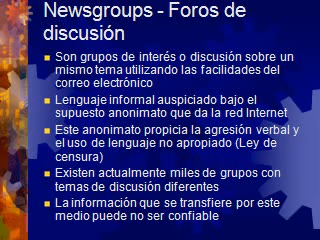 Newsgroups - Foros de
discusión
Son grupos de interés o discusión sobre un
mismo tema utilizando las facilidades del
correo electrónico
Lenguaje informal auspiciado bajo el
supuesto anonimato que da la red Internet
Este anonimato propicia la agresión verbal y
el uso de lenguaje no apropiado (Ley de
censura)
Existen actualmente miles de grupos con
temas de discusión diferentes
La información que se transfiere por este
medio puede no ser confiable